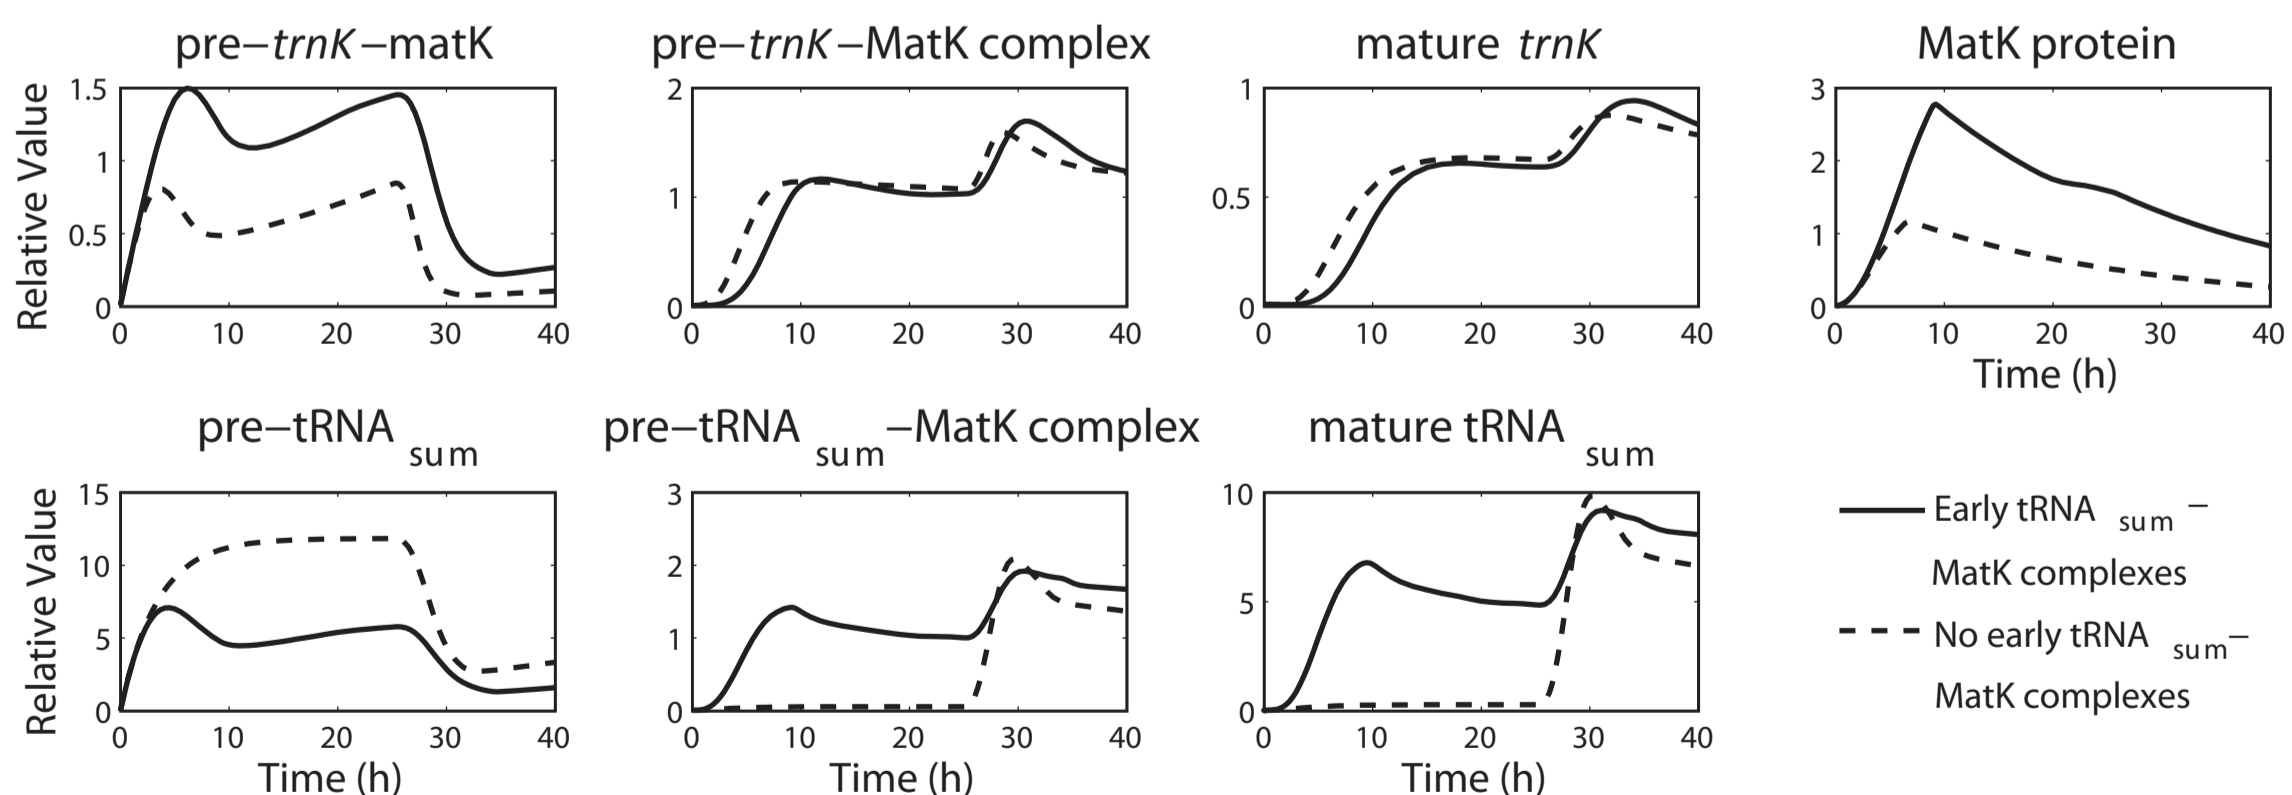 pre–trnK–matK
pre–trnK–MatK complex
mature trnK
MatK protein
Relative Value
1.5
1
0.5
0
0 10 20 30 40
2
1
0
0 10 20 30 40
1
0.5
0
0 10 20 30 40
3
2
1
0
0 10 20 30 40
Time (h)
pre–tRNA sum
pre–tRNA sum –MatK complex
mature tRNA sum
Relative Value
15
10
5
0
0 10 20 30 40
Time (h)
3
2
1
0
0 10 20 30 40
Time (h)
10
5
0
0 10 20 30 40
Time (h)
Early tRNA sum –
MatK complexes
No early tRNA sum–
MatK complexes